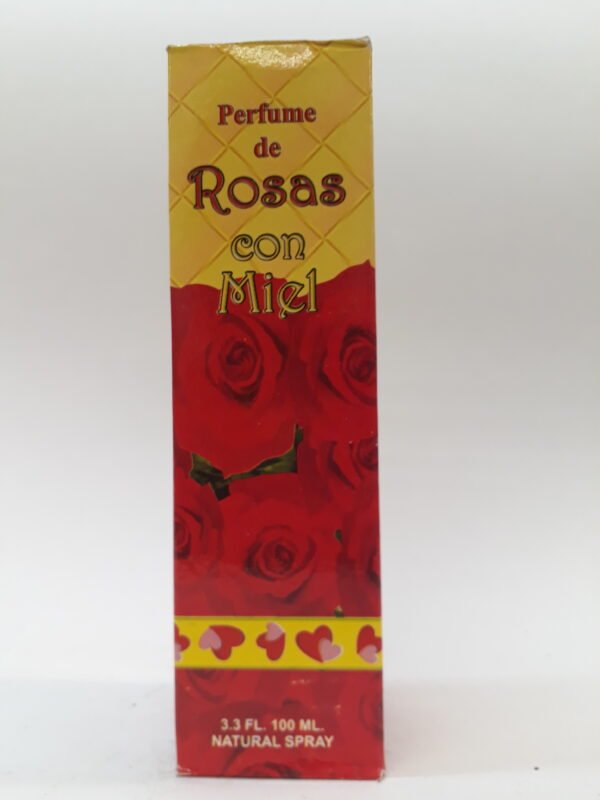 Perfume
de
Rosas
con
Miel
3.3 FL. 100 ML.
NATURAL SPRAY